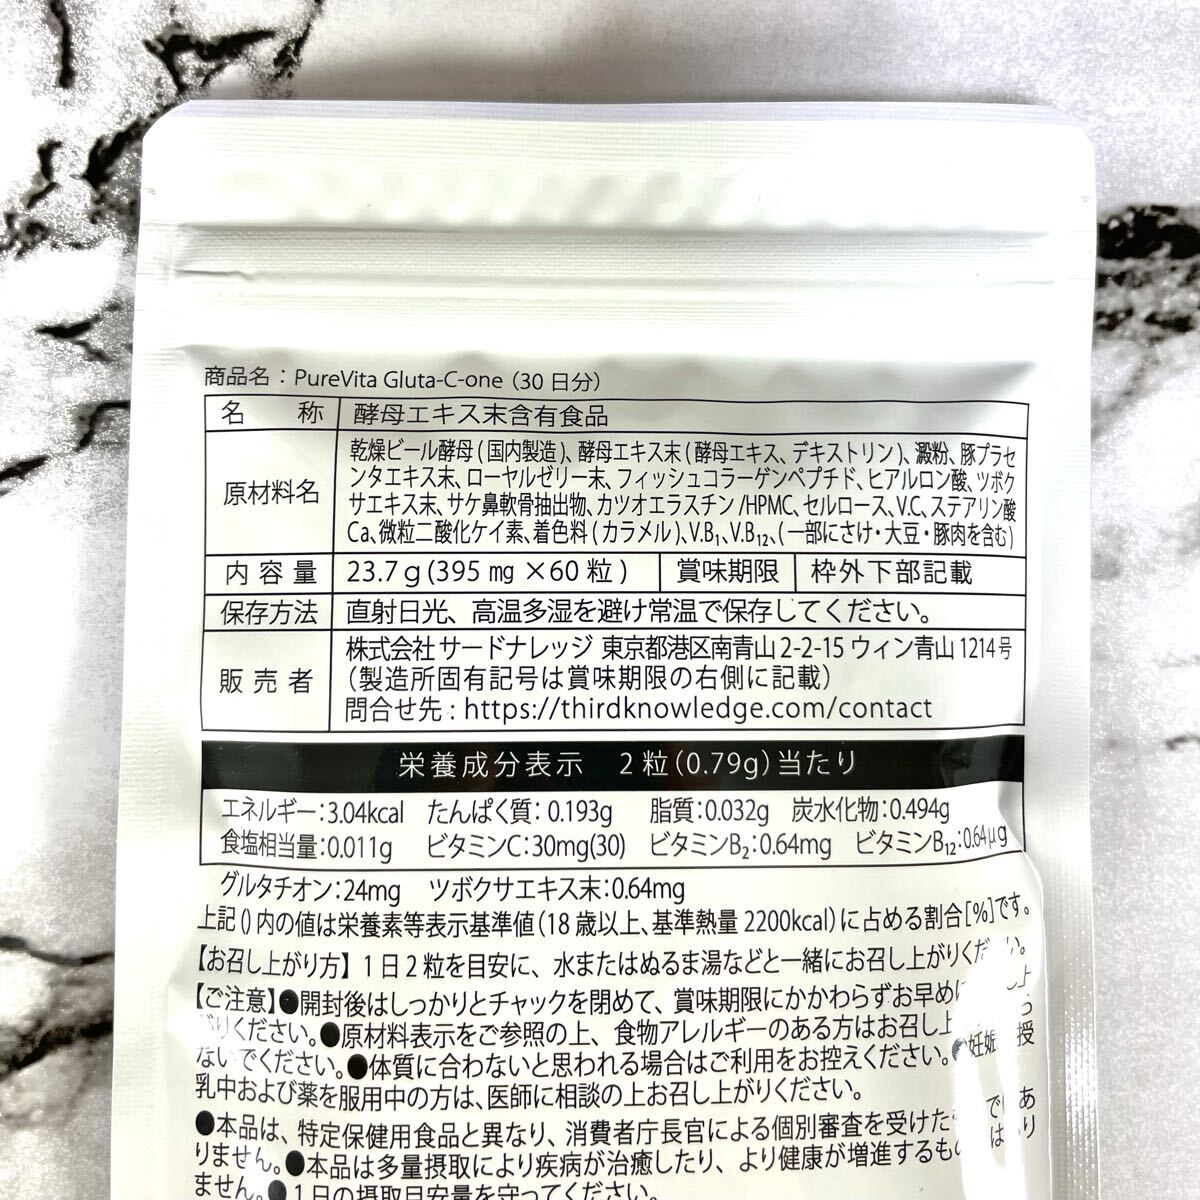 商品名：PureVita Gluta-C-one（30日分）
名　称　酵母エキス末含有食品
原材料名　乾燥ビール酵母(国内製造)、酵母エキス末(酵母エキス、デキストリン)、澱粉、豚プラセ
ンタエキス末、ローヤルゼリー末、フィッシュコラーゲンペプチド、ヒアルロン酸、ツボク
サエキス末、サケ鼻軟骨抽出物、カツオエラスチン/HPMC、セルロース、V.C、ステアリン酸
Ca、微粒二酸化ケイ素、着色料(カラメル)、V.B₁、V.B₁₂、(一部にさけ・大豆・豚肉を含む)
内容量　23.7g(395㎎×60粒)　賞味期限　枠外下部記載
保存方法　直射日光、高温多湿を避け常温で保存してください。
販売者　株式会社サードナレッジ 東京都港区南青山2-2-15ウィン青山1214号
（製造所固有記号は賞味期限の右側に記載）
問合せ先：https://thirdknowledge.com/contact
栄養成分表示　2粒(0.79g)当たり
エネルギー：3.04kcal　たんぱく質：0.193g　脂質：0.032g　炭水化物：0.494g
食塩相当量：0.011g　ビタミンC：30mg(30)　ビタミンB₂：0.64mg　ビタミンB₁₂：0.64μg
グルタチオン：24mg　ツボクサエキス末：0.64mg
上記()内の値は栄養素等表示基準値(18歳以上、基準熱量2200kcal)に占める割合[%]です。
【お召し上がり方】1日2粒を目安に、水またはぬるま湯などと一緒にお召し上がりください。
【ご注意】●開封後はしっかりとチャックを閉めて、賞味期限にかかわらずお早めに
がりください。●原材料表示をご参照の上、食物アレルギーのある方はお召し上
ないでください。●体質に合わないと思われる場合はご利用をお控えください。●妊娠 授
乳中および薬を服用中の方は、医師に相談の上お召し上がりください。
●本品は、特定保健用食品と異なり、消費者庁長官による個別審査を受けた ではあ
りません。●本品は多量摂取により疾病が治癒したり、より健康が増進するもの はあり
ません。●1日の摂取目安量を守ってください。